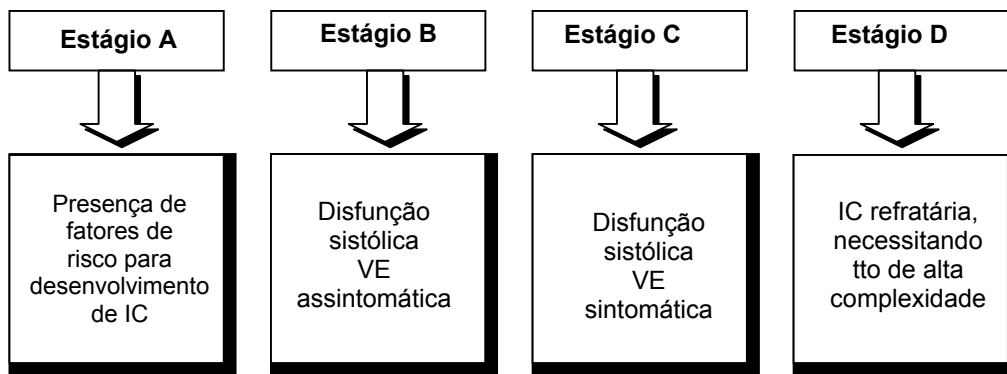 Estágio A
Estágio B
Estágio C
Estágio D
Presença de
fatores de
risco para
desenvolvimento
de IC
Disfunção
sistólica
VE
assintomática
Disfunção
sistólica
VE
sintomática
IC refratária,
necessitando
tto de alta
complexidade